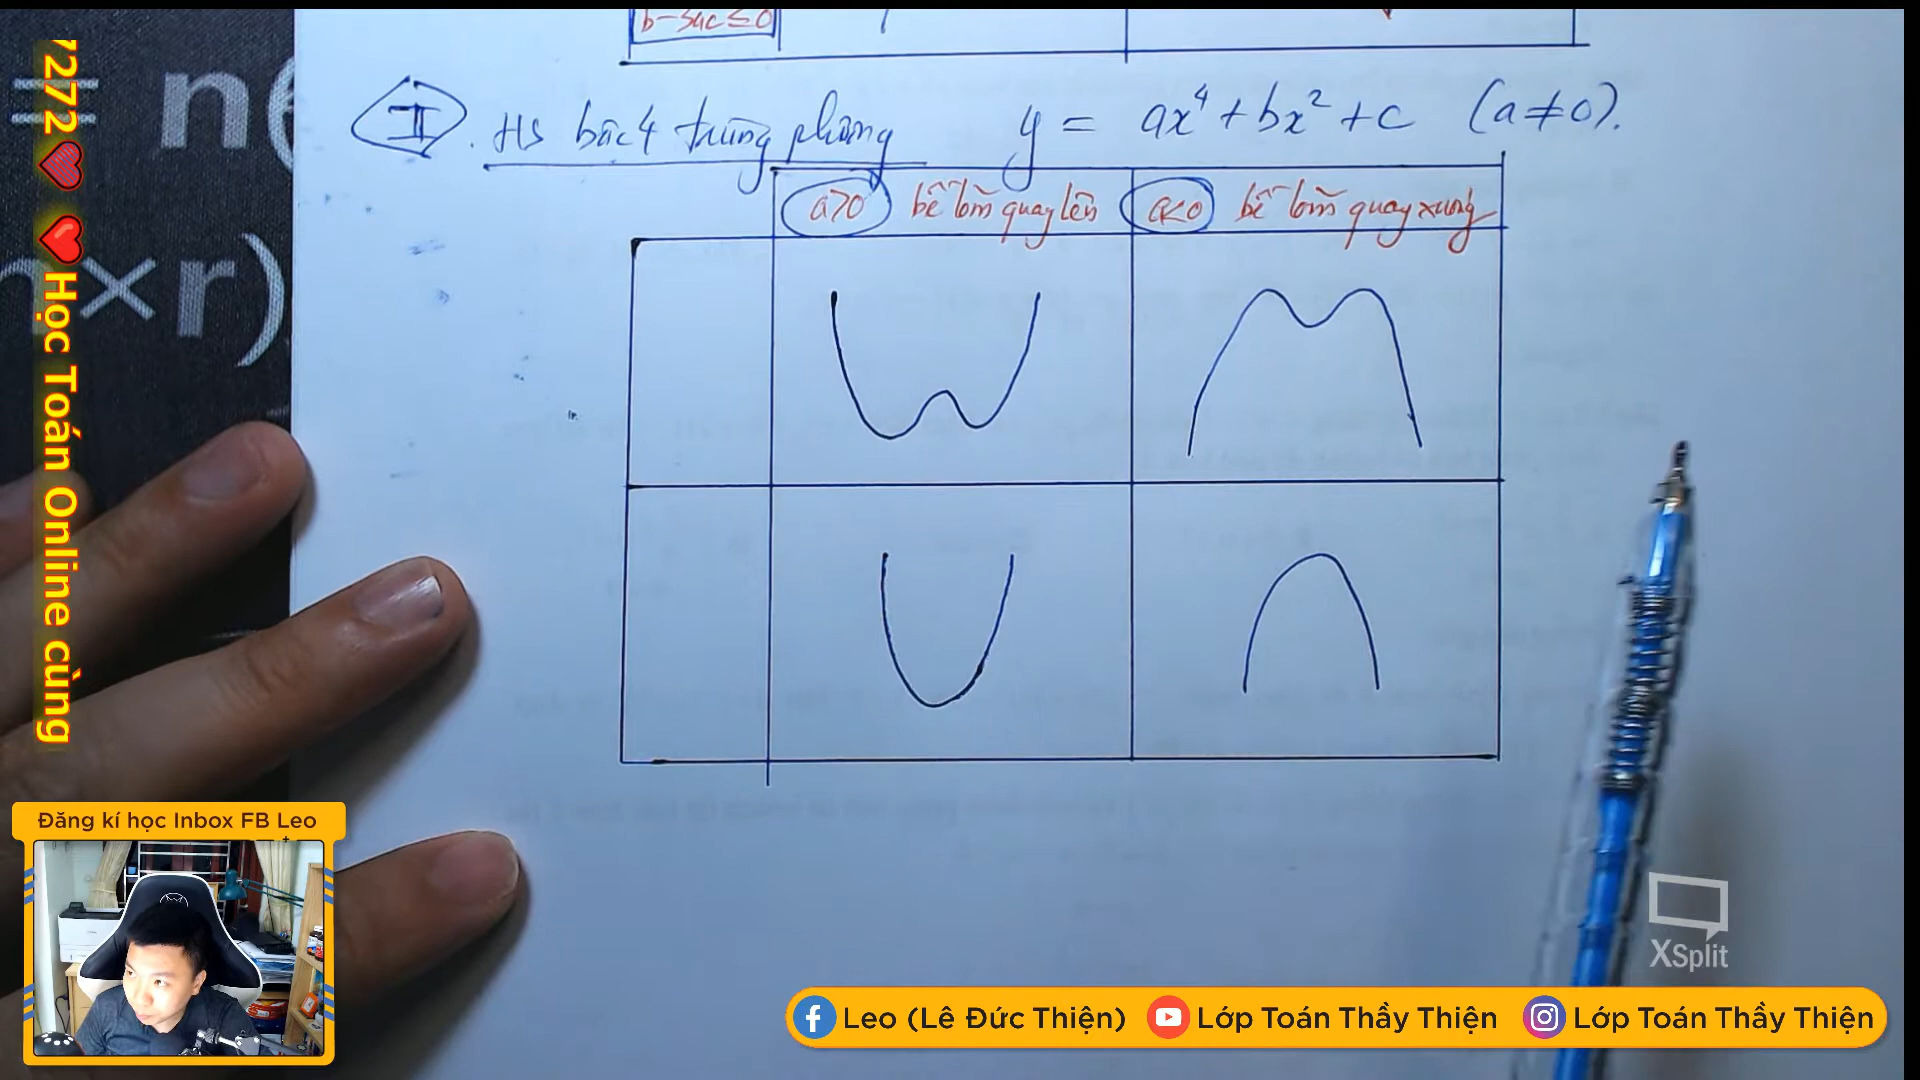 b-3ac≤0
II. HS bậc 4 trùng phương y = ax⁴ + bx² + c (a≠0).
a>0 bề lõm quay lên
a<0 bề lõm quay xuống
7272 ❤ ❤ Học Toán Online cùng
n
n×r)
Đăng kí học Inbox FB Leo
XSplit
Leo (Lê Đức Thiện) Lớp Toán Thầy Thiện Lớp Toán Thầy Thiện